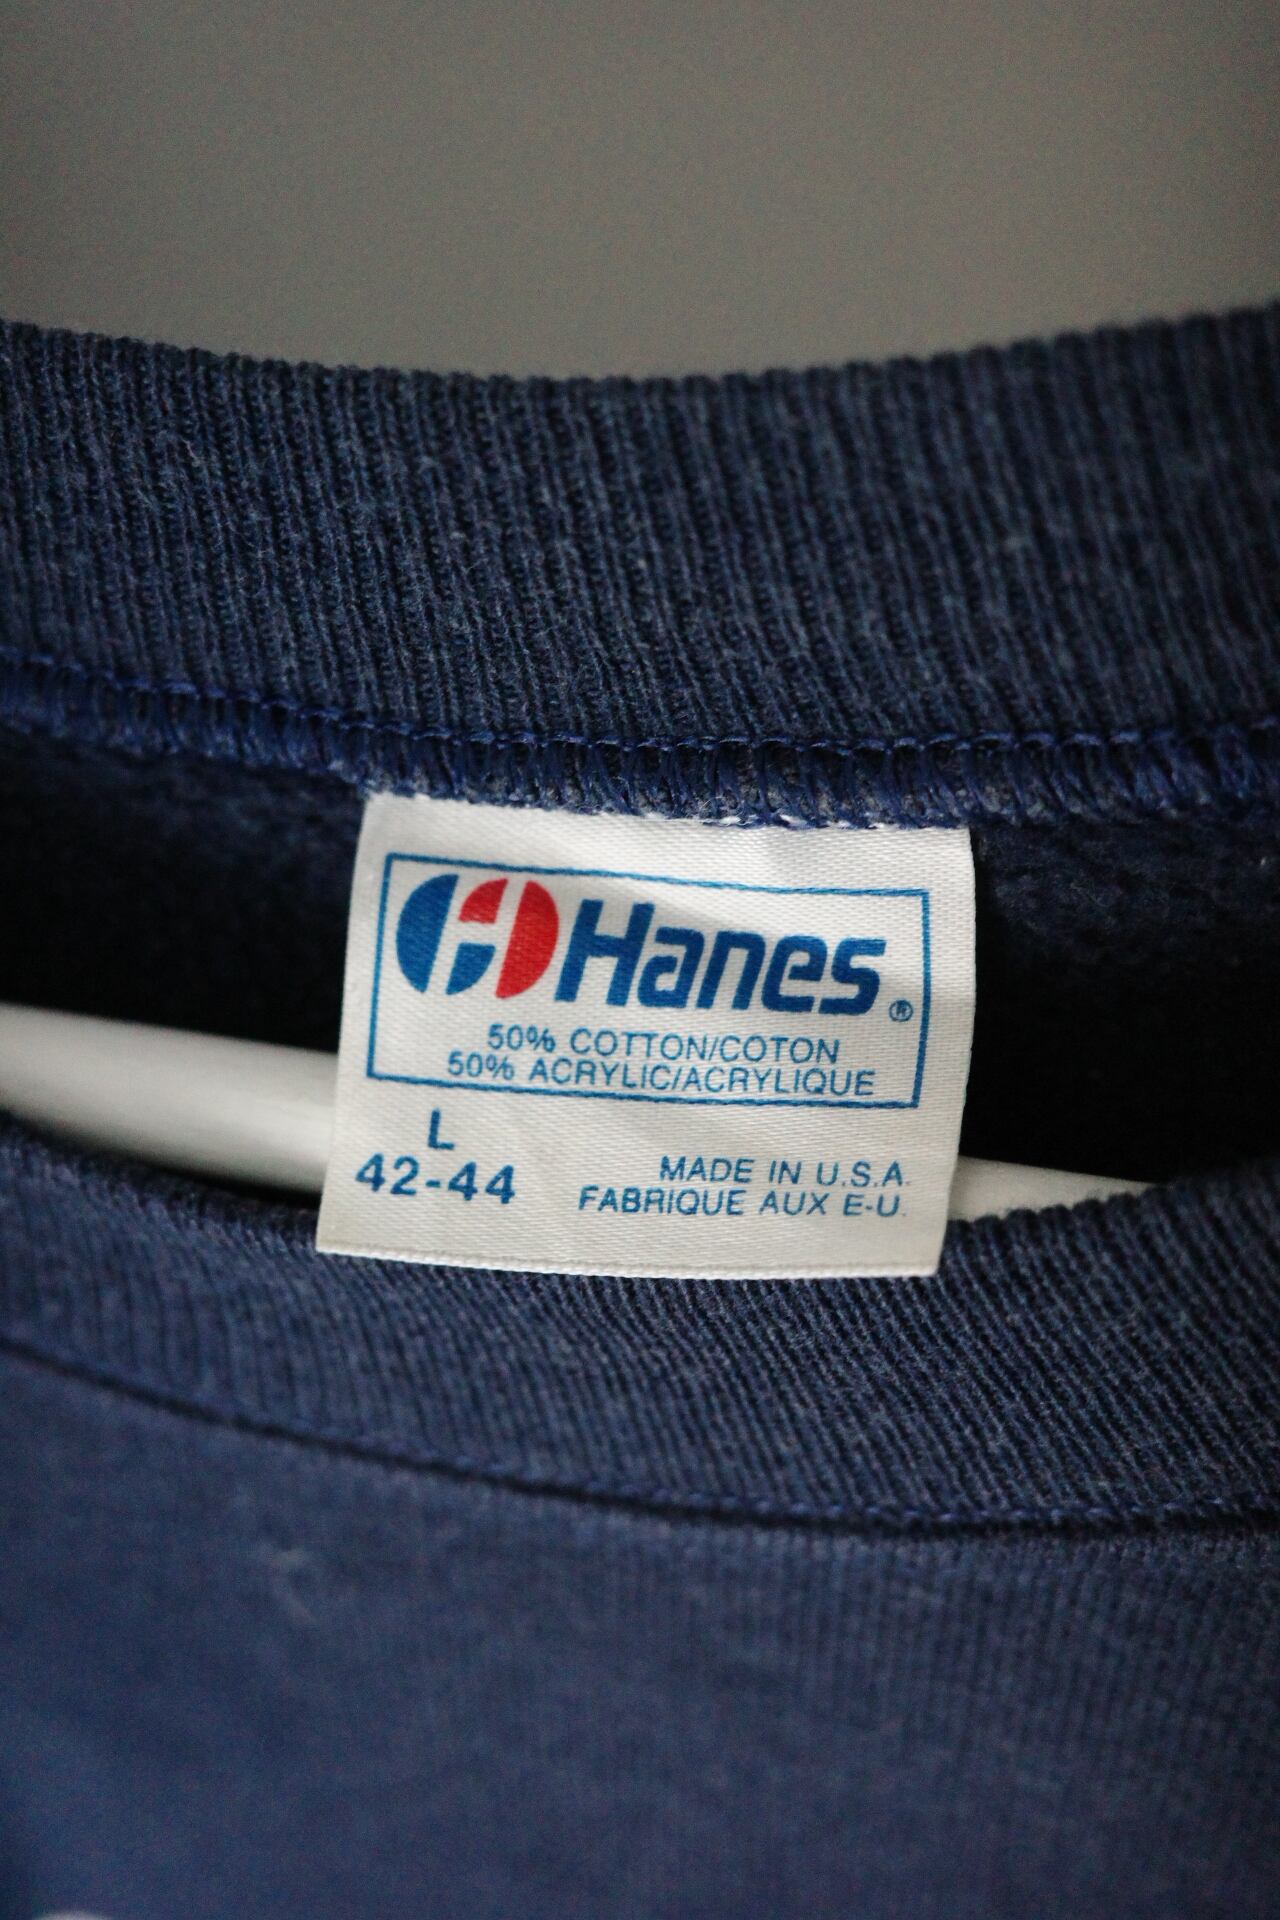 Hanes®
50% COTTON/COTON
50% ACRYLIC/ACRYLIQUE
L
42-44
MADE IN U.S.A.
FABRIQUE AUX E-U.